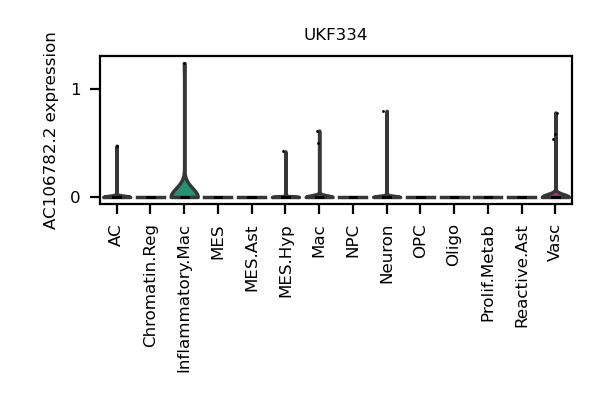 UKF334
AC106782.2 expression
1
0
AC
Chromatin.Reg
Inflammatory.Mac
MES
MES.Ast
MES.Hyp
Mac
NPC
Neuron
OPC
Oligo
Prolif.Metab
Reactive.Ast
Vasc